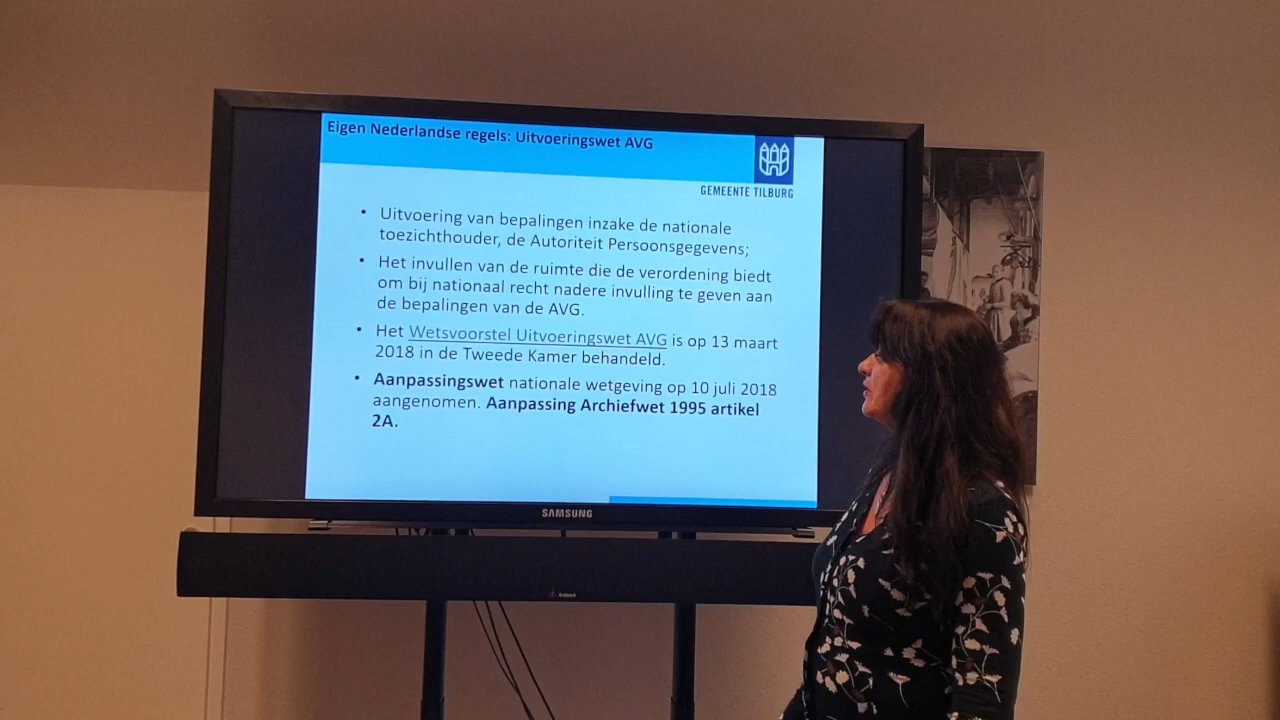 Eigen Nederlandse regels: Uitvoeringswet AVG
GEMEENTE TILBURG
• Uitvoering van bepalingen inzake de nationale
toezichthouder, de Autoriteit Persoonsgegevens;
• Het invullen van de ruimte die de verordening biedt
om bij nationaal recht nadere invulling te geven aan
de bepalingen van de AVG.
• Het Wetsvoorstel Uitvoeringswet AVG is op 13 maart
2018 in de Tweede Kamer behandeld.
• Aanpassingswet nationale wetgeving op 10 juli 2018
aangenomen. Aanpassing Archiefwet 1995 artikel
2A.
SAMSUNG